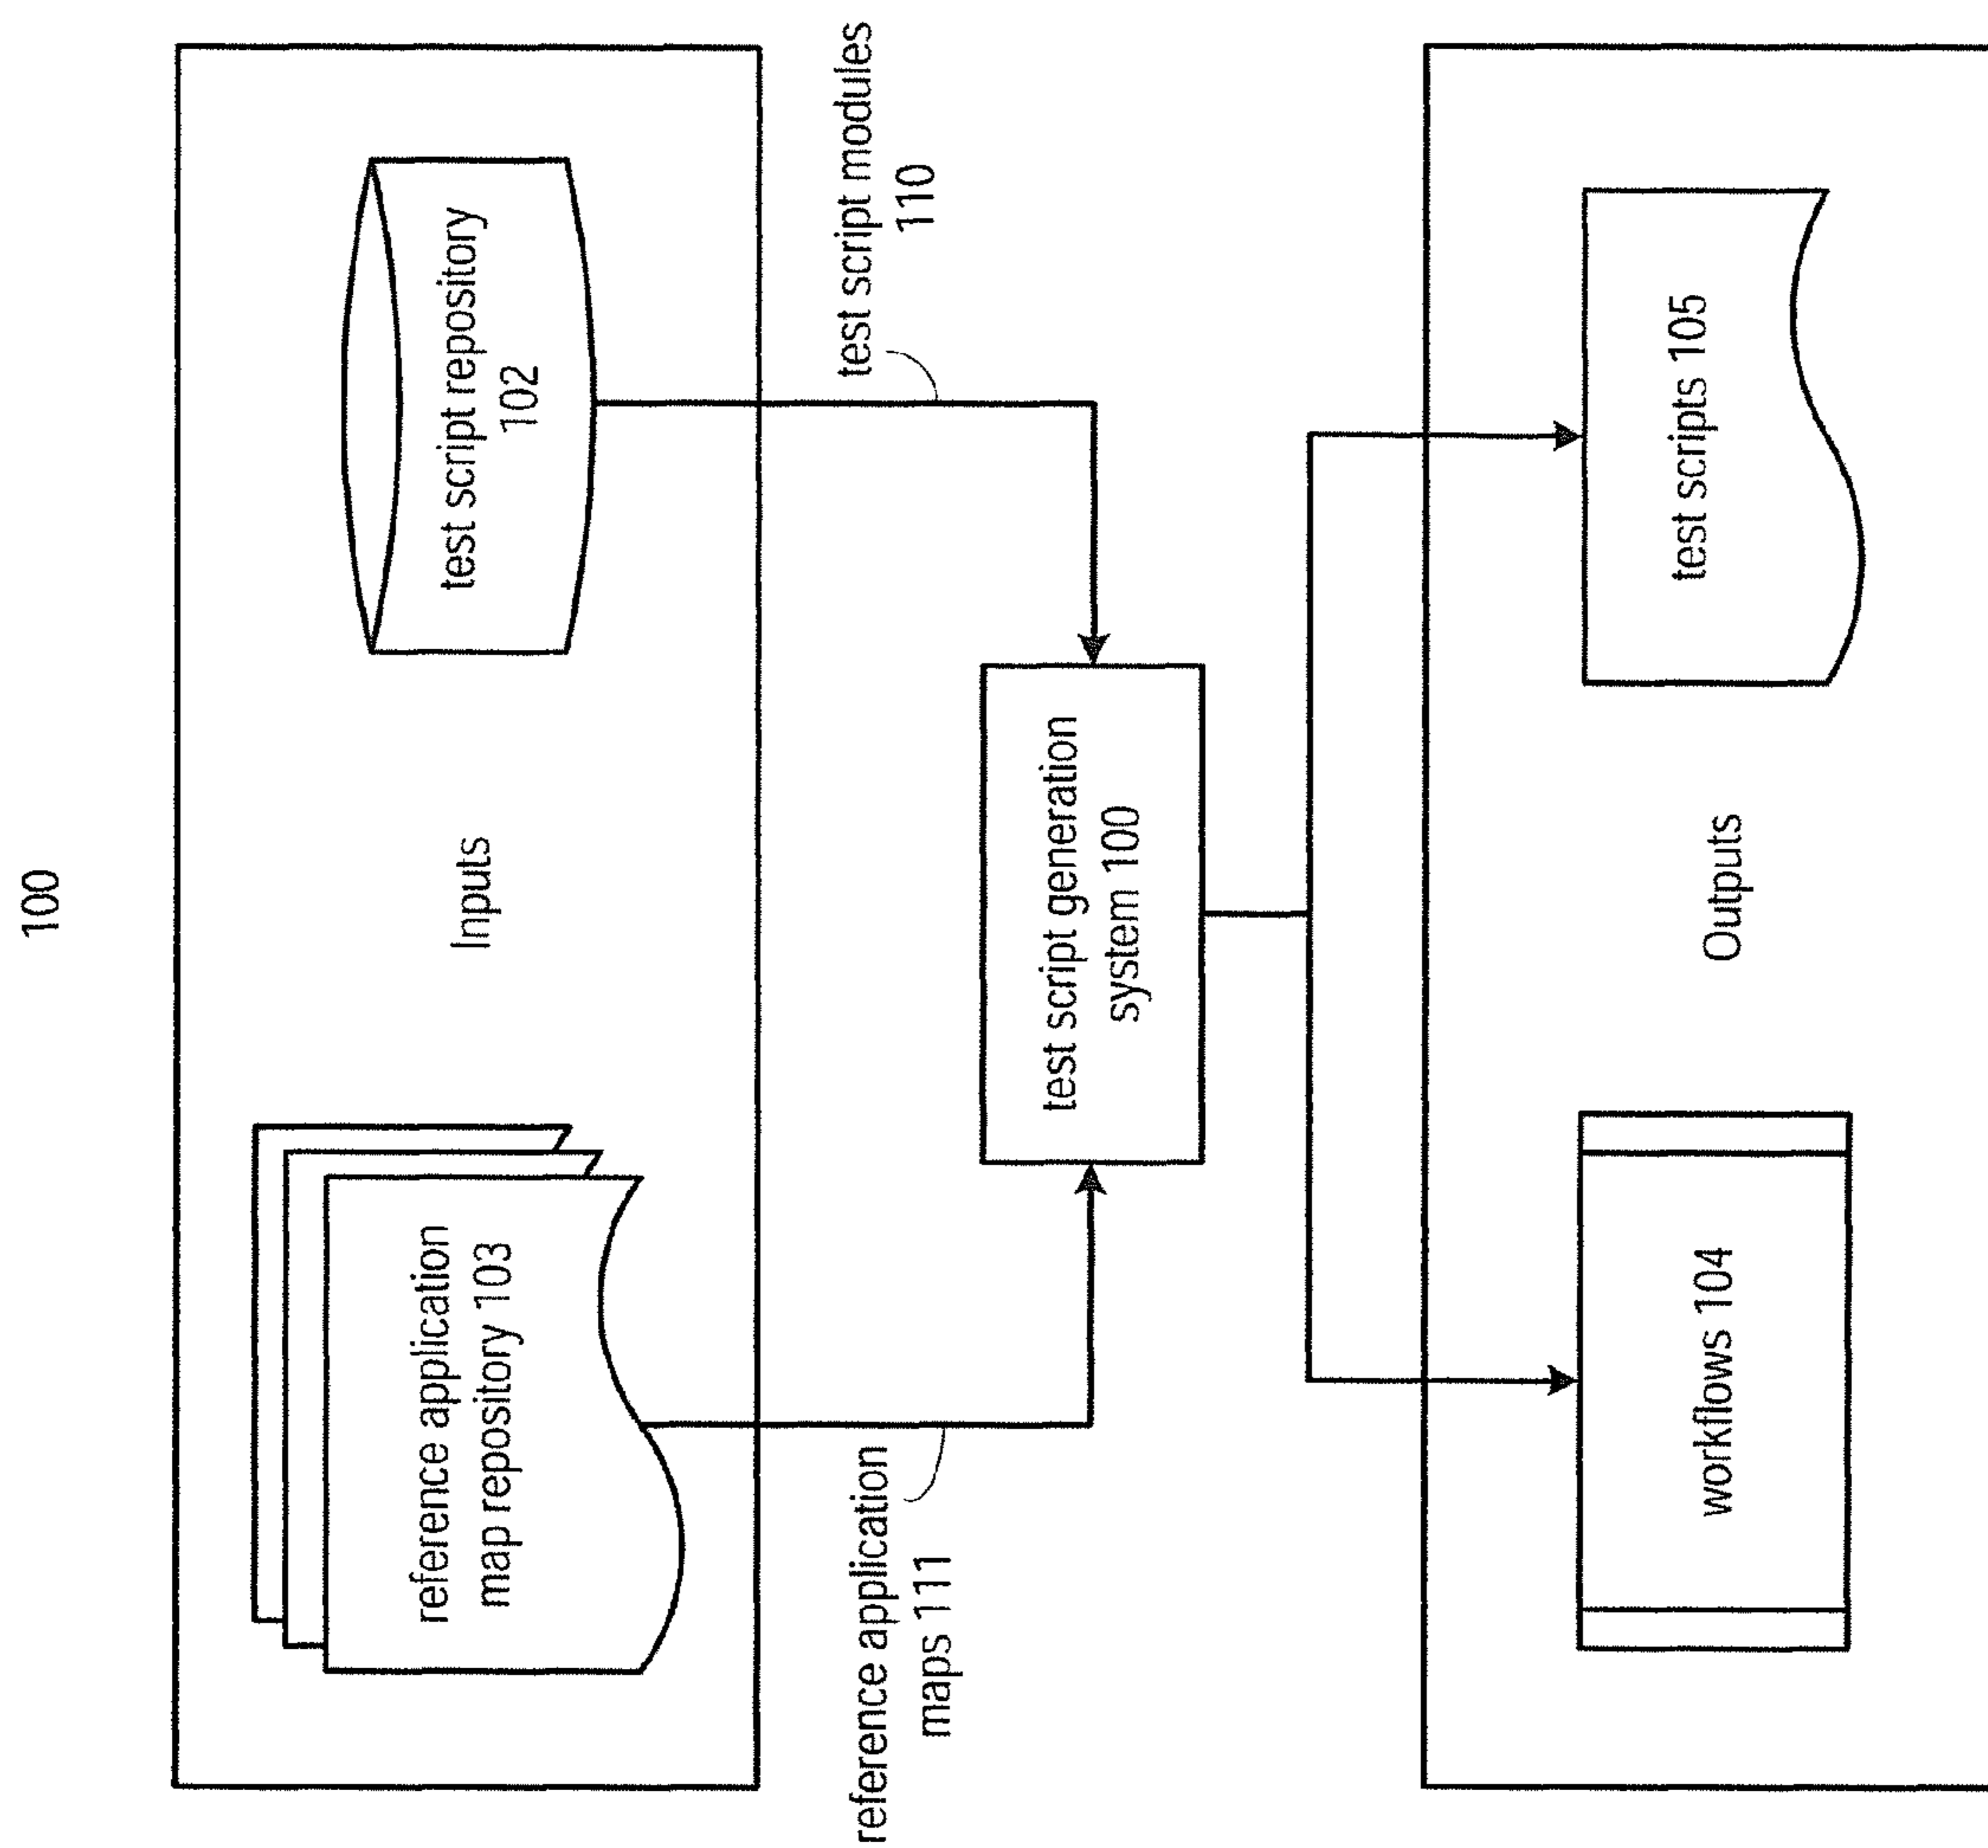 100
reference application
map repository 103
Inputs
test script repository
102
reference application
maps 111
test script modules
110
test script generation
system 100
workflows 104
Outputs
test scripts 105